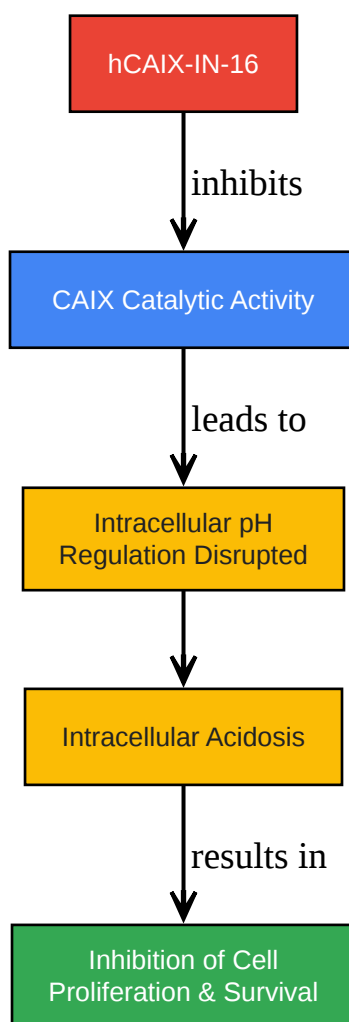 hCAIX-IN-16
inhibits
CAIX Catalytic Activity
leads to
Intracellular pH
Regulation Disrupted
Intracellular Acidosis
results in
Inhibition of Cell
Proliferation & Survival